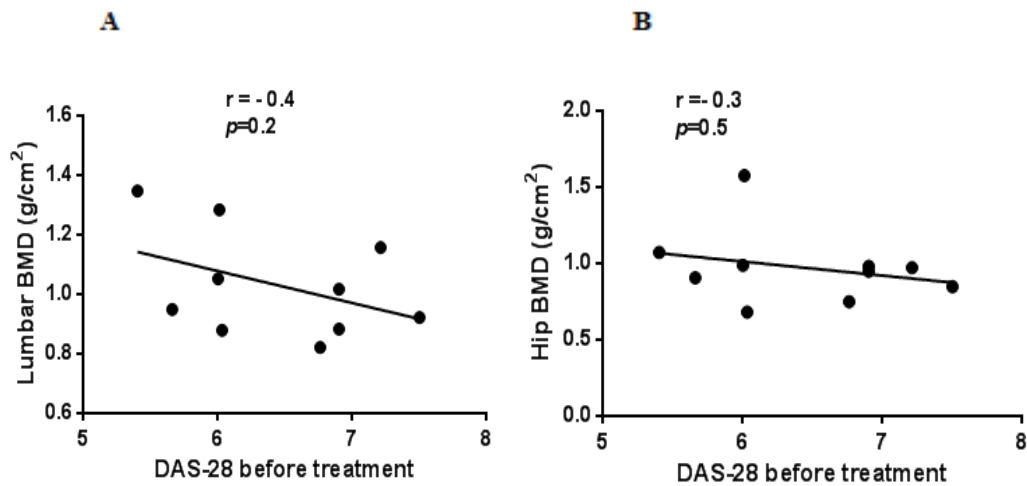 A
r = - 0.4
p=0.2
Lumbar BMD (g/cm²)
1.6
1.4
1.2
1.0
0.8
0.6
5 6 7 8
DAS-28 before treatment
B
r =- 0.3
p=0.5
Hip BMD (g/cm²)
2.0
1.5
1.0
0.5
0.0
5 6 7 8
DAS-28 before treatment